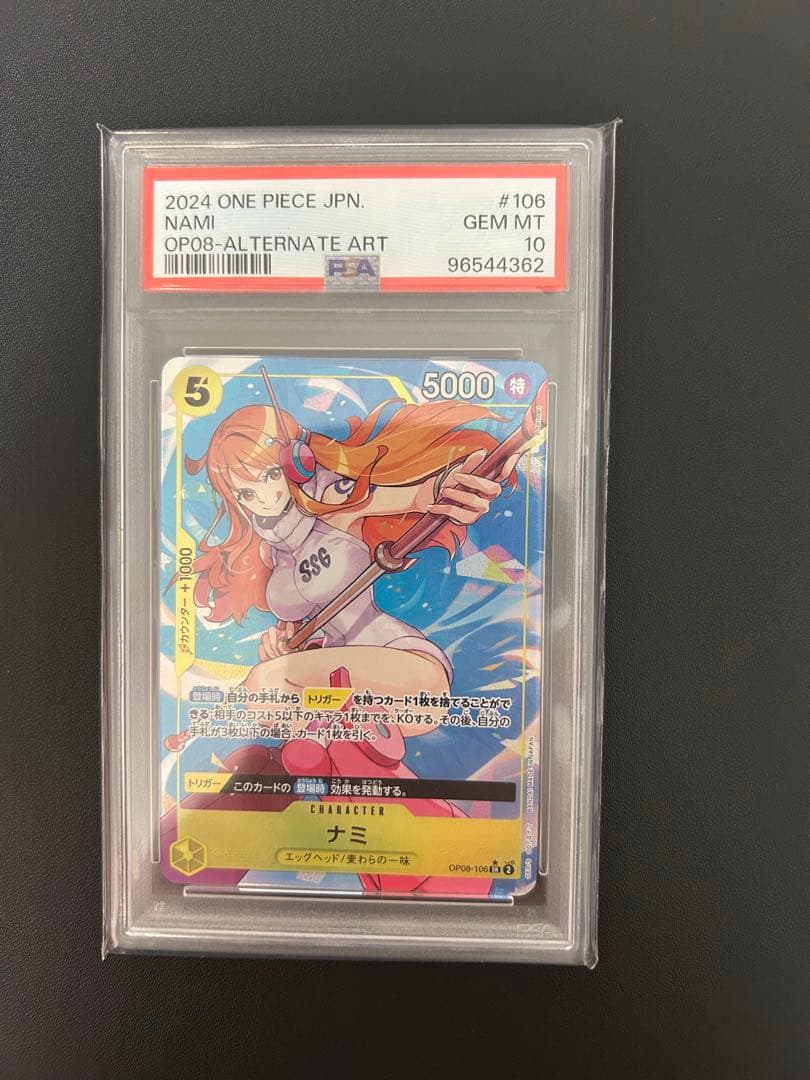 2024 ONE PIECE JPN. #106
NAMI GEM MT
OP08-ALTERNATE ART 10
PSA 96544362
5 5000 特
カウンター +1000
SSG
登場時 自分の手札から トリガー を持つカード1枚を捨てることがで
きる:相手のコスト5以下のキャラ1枚までを、KOする。その後、自分の
手札が3枚以下の場合、カード1枚を引く。
トリガー このカードの 登場時 効果を発動する。
CHARACTER
ナミ
エッグヘッド/麦わらの一味
OP08-106 SR 2
BANDAI MADE IN JAPAN